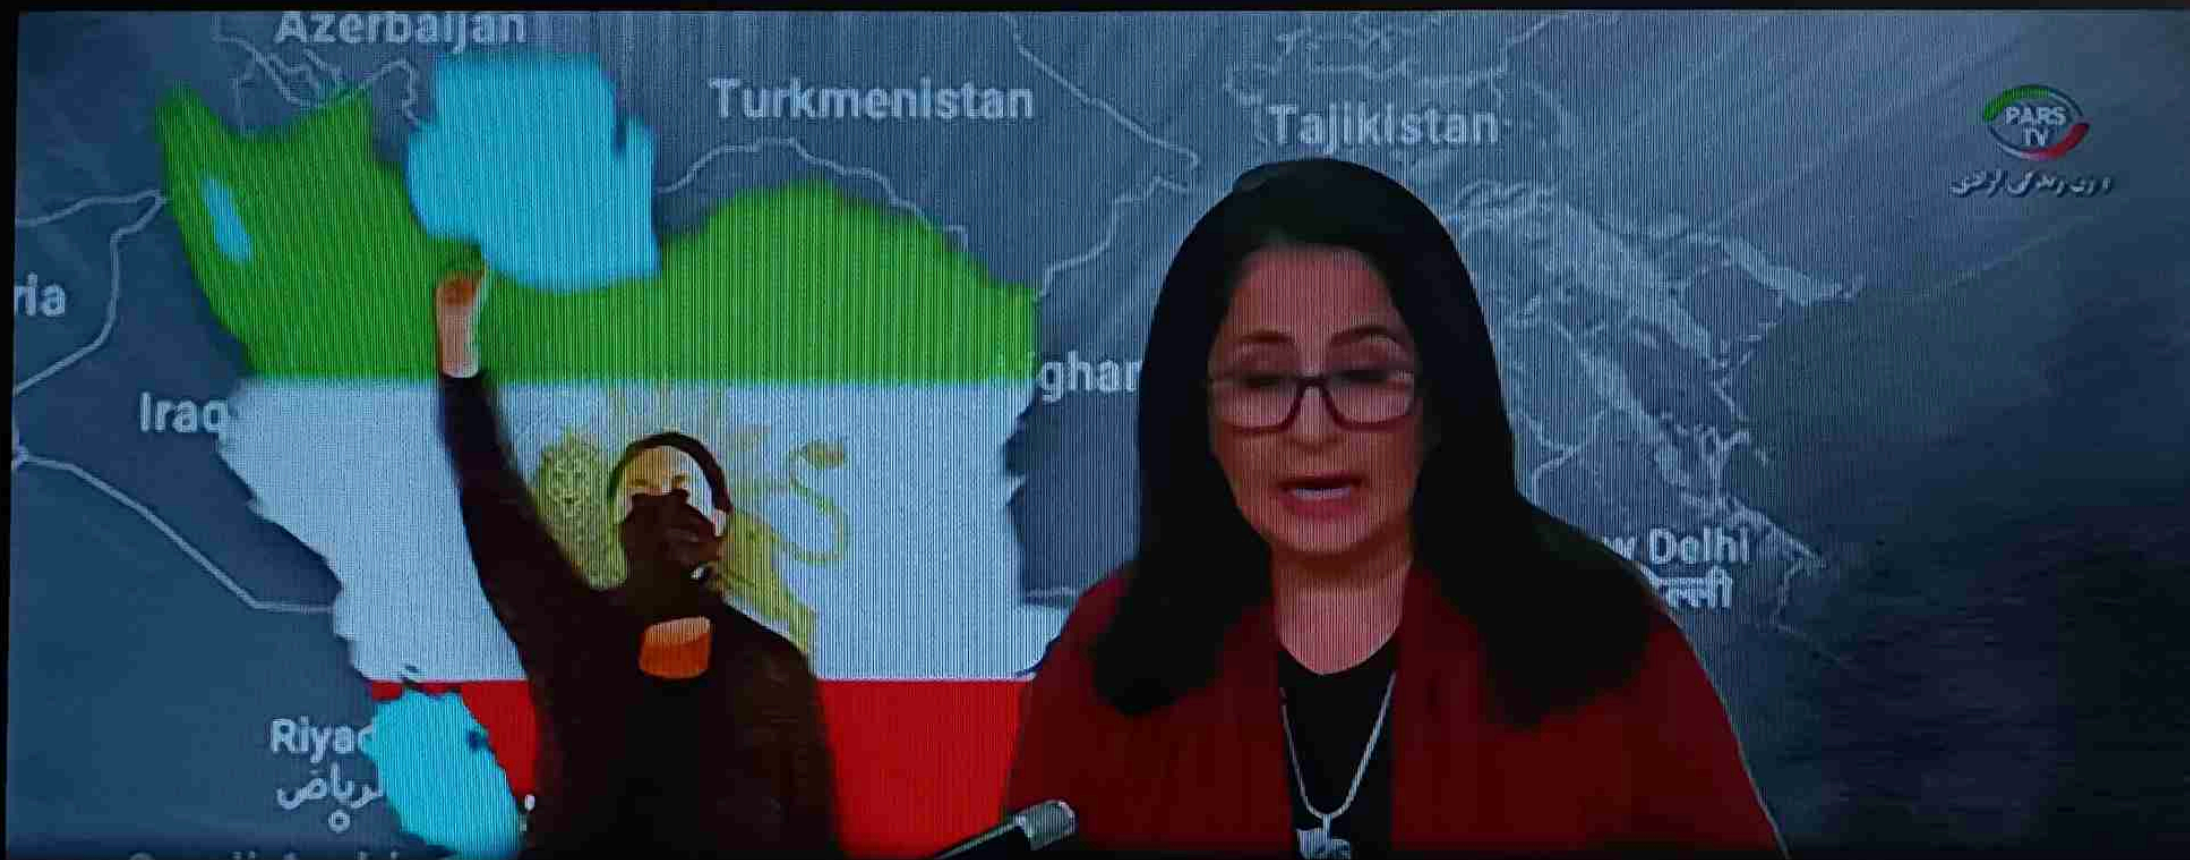 Azerbaijan
Turkmenistan
Tajikistan
PARS
TV
ria
ghan
Iraq
w Delhi
Riyad